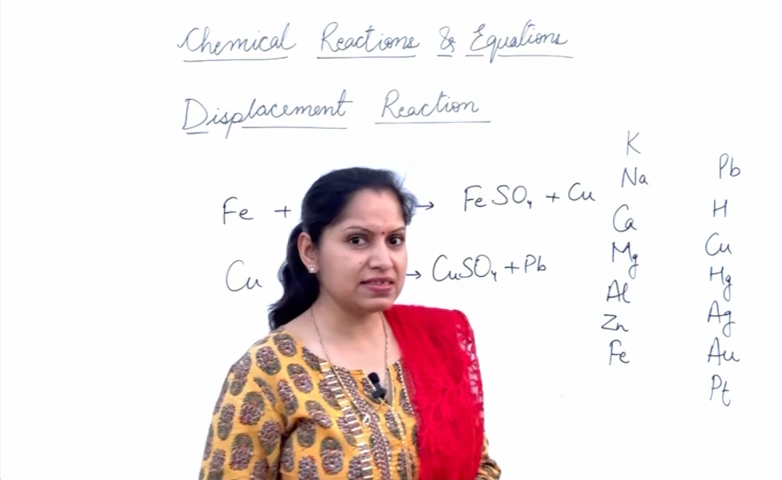 Chemical Reactions & Equations
Displacement Reaction
Fe + → FeSO₄ + Cu
Cu → CuSO₄ + Pb
K
Na
Ca
Mg
Al
Zn
Fe
Pb
H
Cu
Hg
Ag
Au
Pt